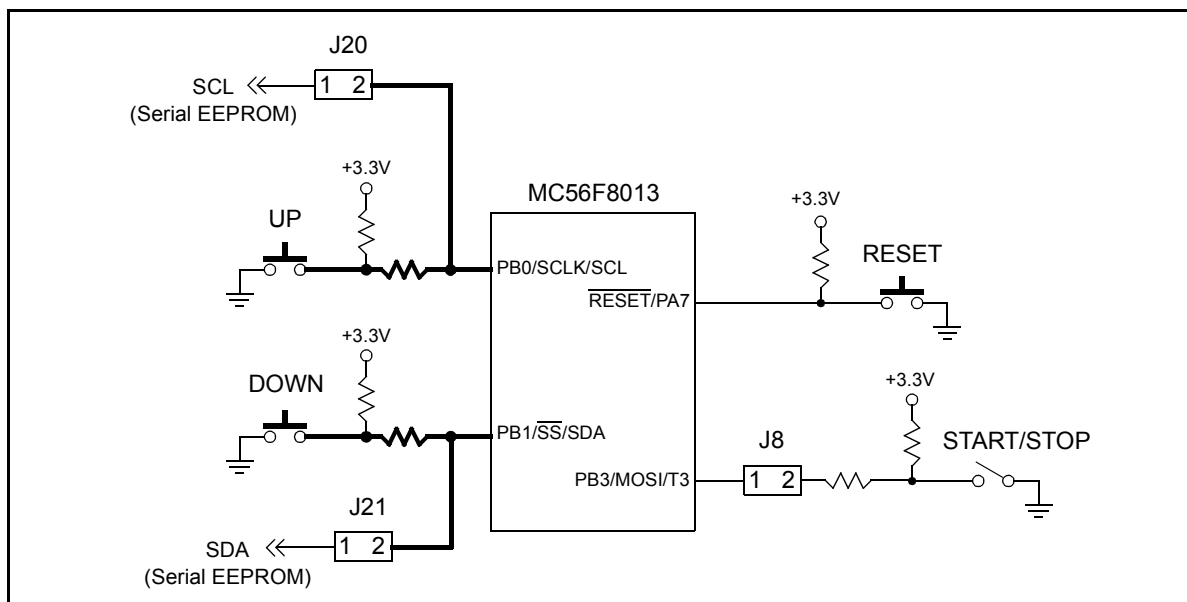 J20
SCL
1 2
(Serial EEPROM)
+3.3V
MC56F8013
+3.3V
UP
RESET
PB0/SCLK/SCL
RESET/PA7
+3.3V
DOWN
+3.3V
PB1/SS/SDA
J8
START/STOP
PB3/MOSI/T3
1 2
J21
SDA
1 2
(Serial EEPROM)